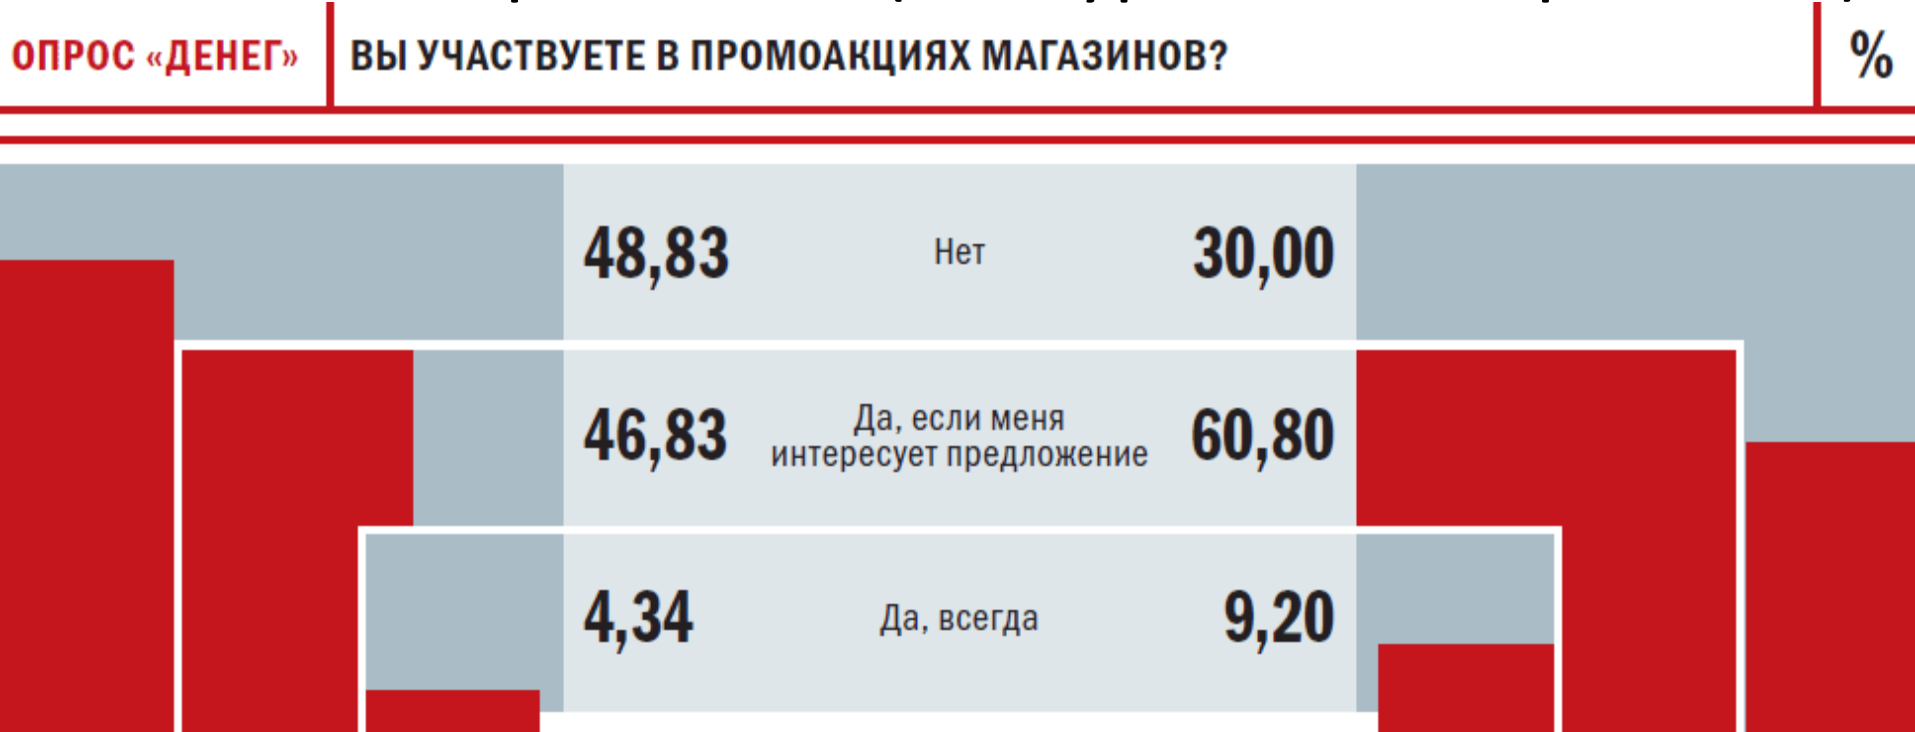 ОПРОС «ДЕНЕГ» ВЫ УЧАСТВУЕТЕ В ПРОМОАКЦИЯХ МАГАЗИНОВ? %
48,83 Нет 30,00
46,83 Да, если меня
интересует предложение 60,80
4,34 Да, всегда 9,20